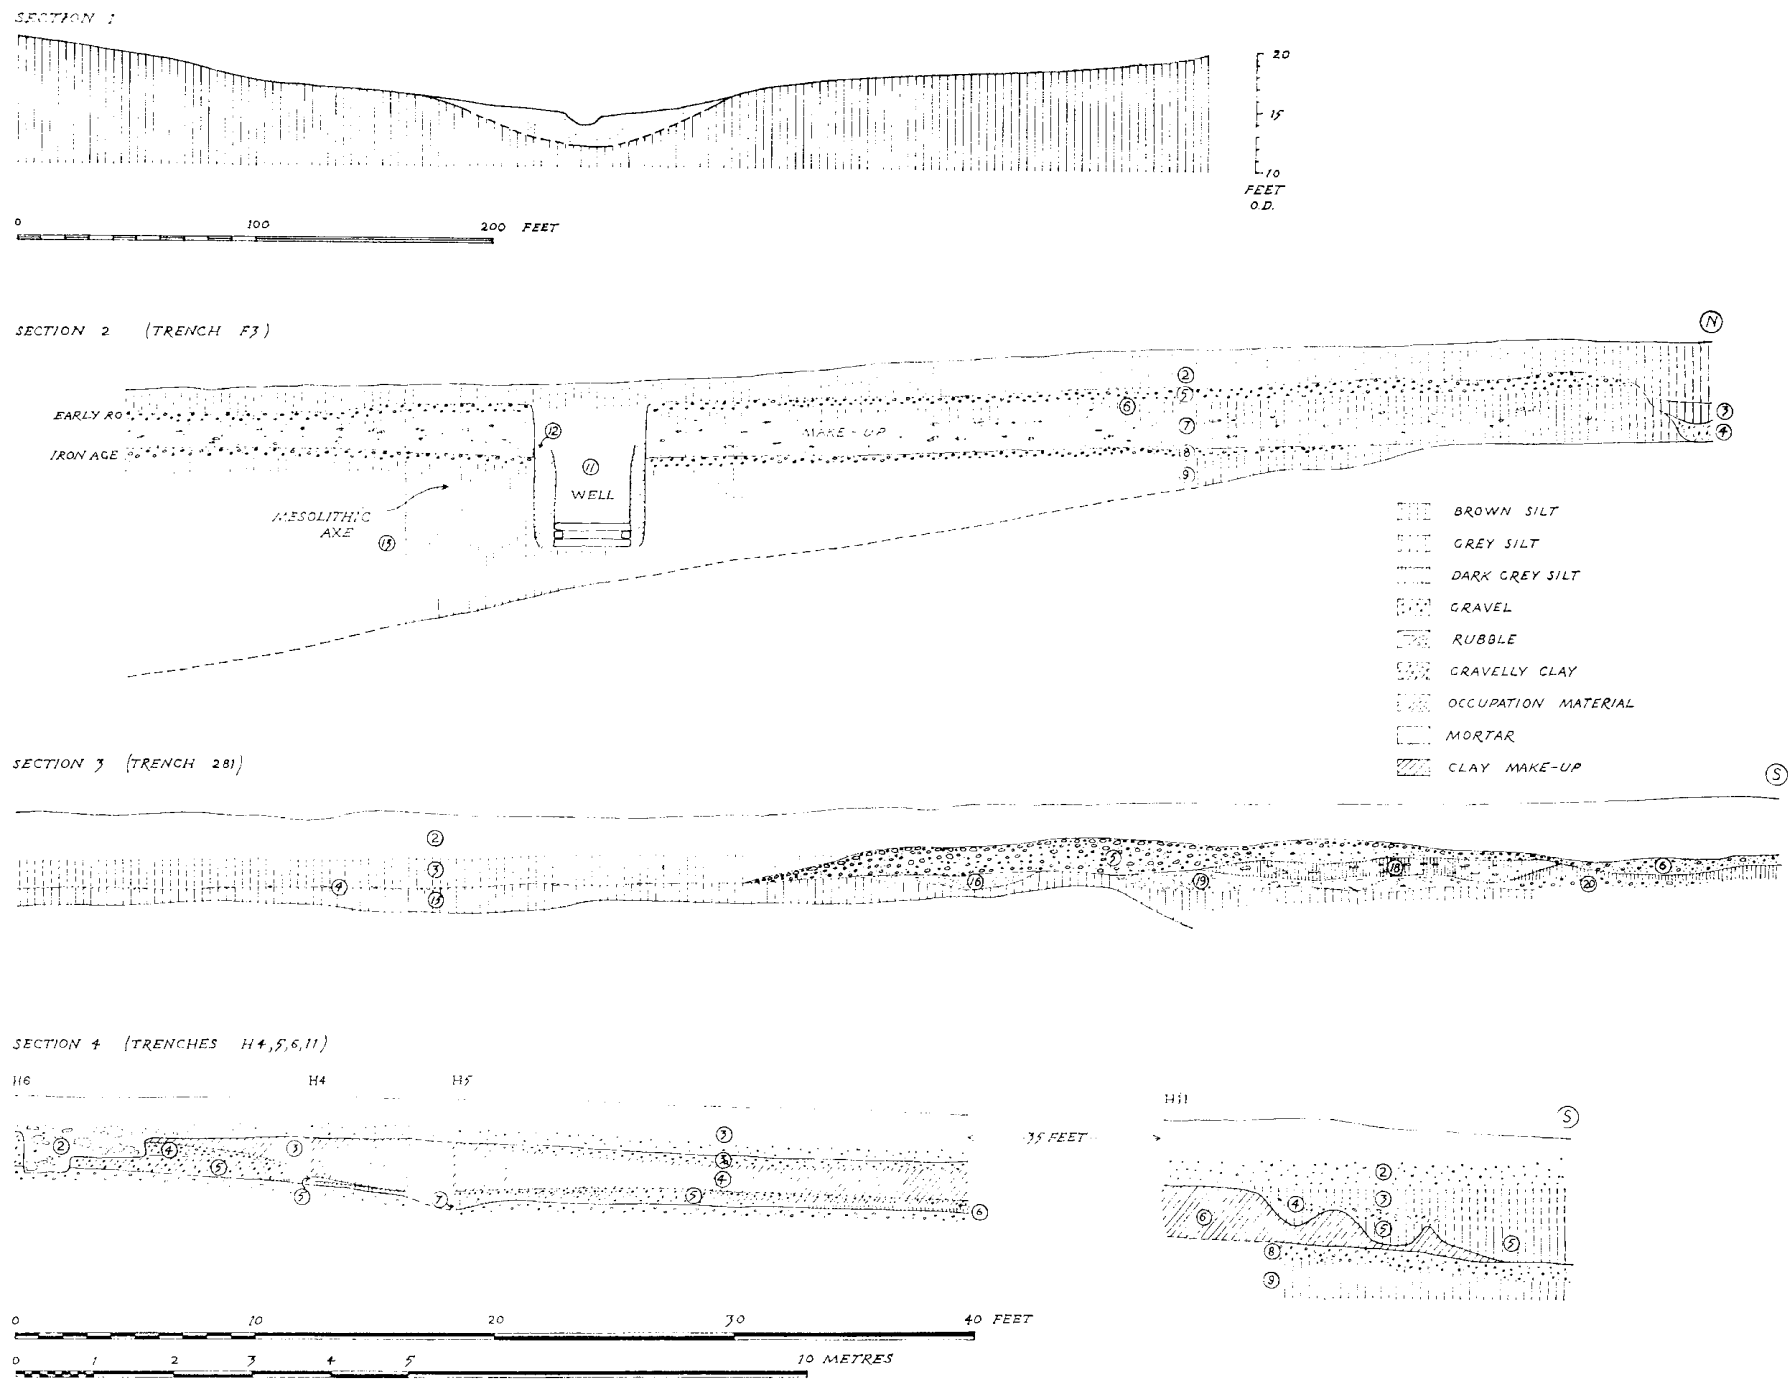 SECTION 1
20
15
10
FEET
O.D.
0 100 200 FEET
SECTION 2 (TRENCH F3)
N
EARLY RO
IRON AGE
MAKE-UP
WELL
MESOLITHIC
AXE
12
11
15
2
5
6
7
8
9
3
4
BROWN SILT
GREY SILT
DARK GREY SILT
GRAVEL
RUBBLE
GRAVELLY CLAY
OCCUPATION MATERIAL
MORTAR
CLAY MAKE-UP
SECTION 3 (TRENCH 281)
S
2
3
4
15
5
16
19
18
20
6
SECTION 4 (TRENCHES H4,5,6,11)
H6 H4 H5
H11
S
35 FEET
2
4
3
5
5
7
3
4
5
6
2
3
4
5
5
6
8
9
0 10 20 30 40 FEET
0 1 2 3 4 5 10 METRES